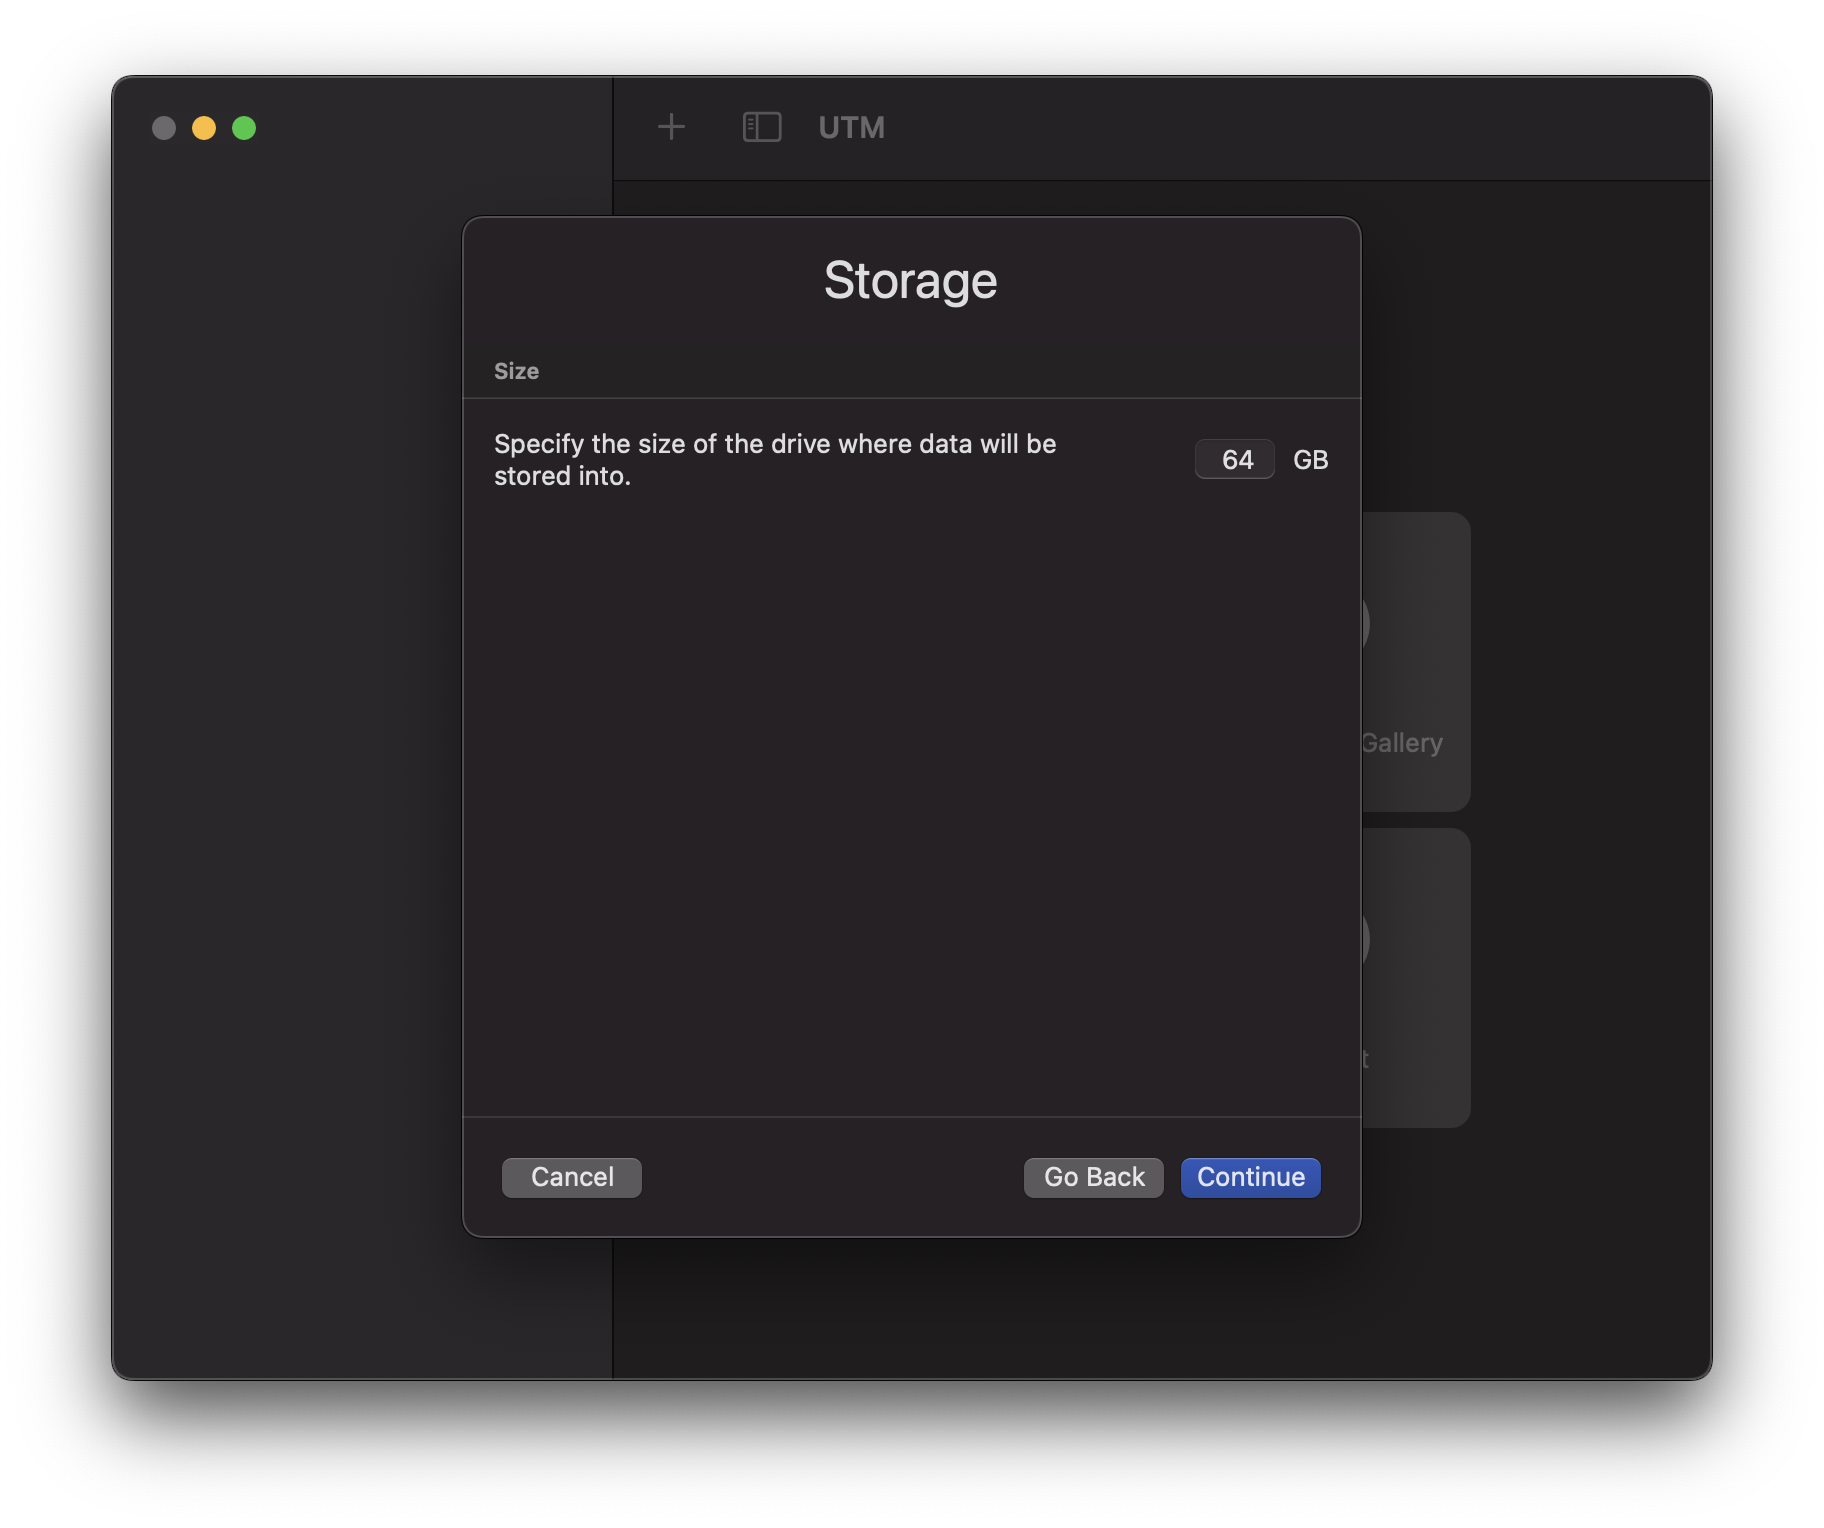 UTM
Storage
Size
Specify the size of the drive where data will be
stored into.
64 GB
Gallery
Cancel
Go Back
Continue